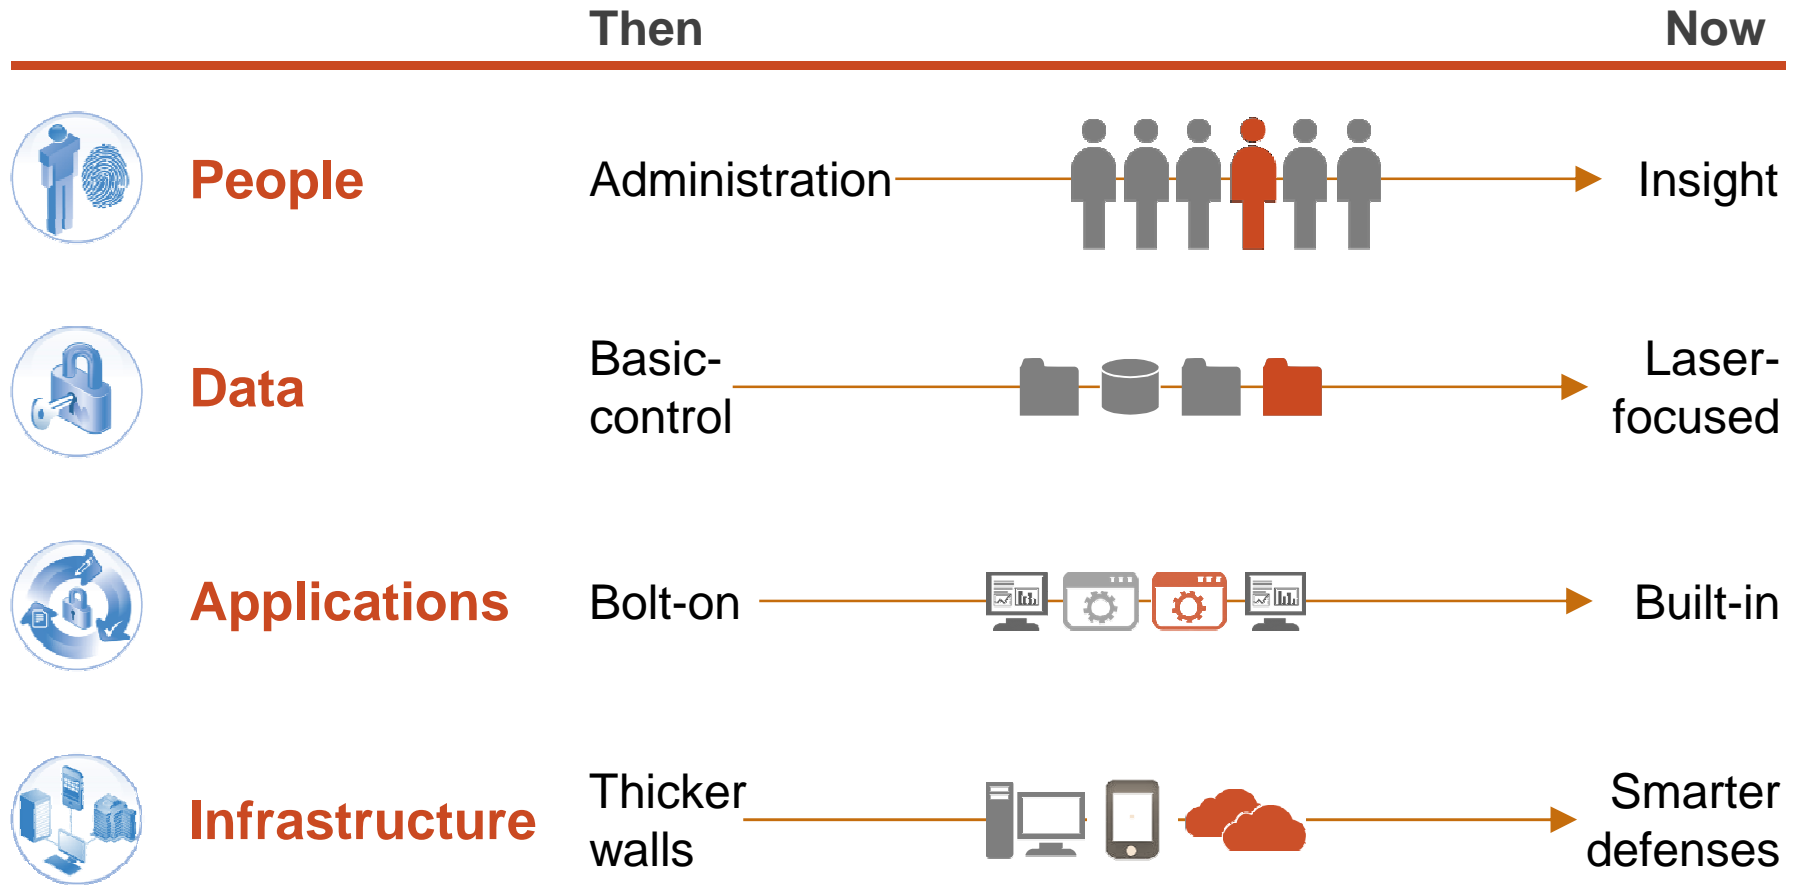 Then Now
People Administration Insight
Data Basic-control Laser-focused
Applications Bolt-on Built-in
Infrastructure Thicker walls Smarter defenses